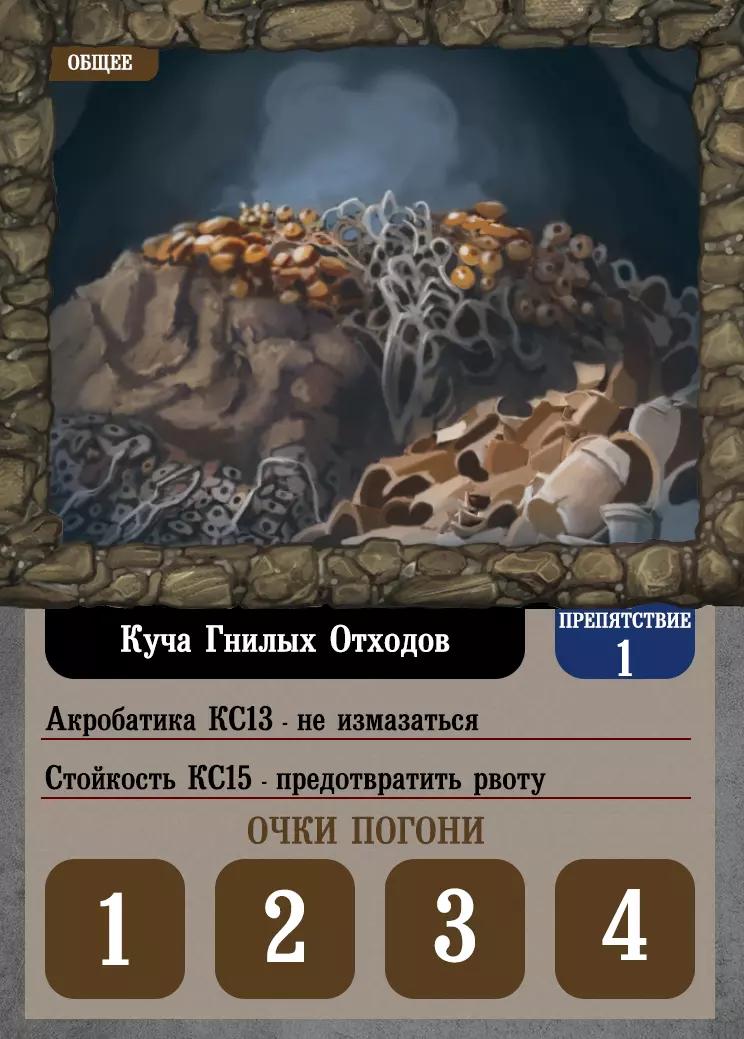 ОБЩЕЕ
Куча Гнилых Отходов
ПРЕПЯТСТВИЕ
1
Акробатика КС13 - не измазаться
Стойкость КС15 - предотвратить рвоту
ОЧКИ ПОГОНИ
1 2 3 4